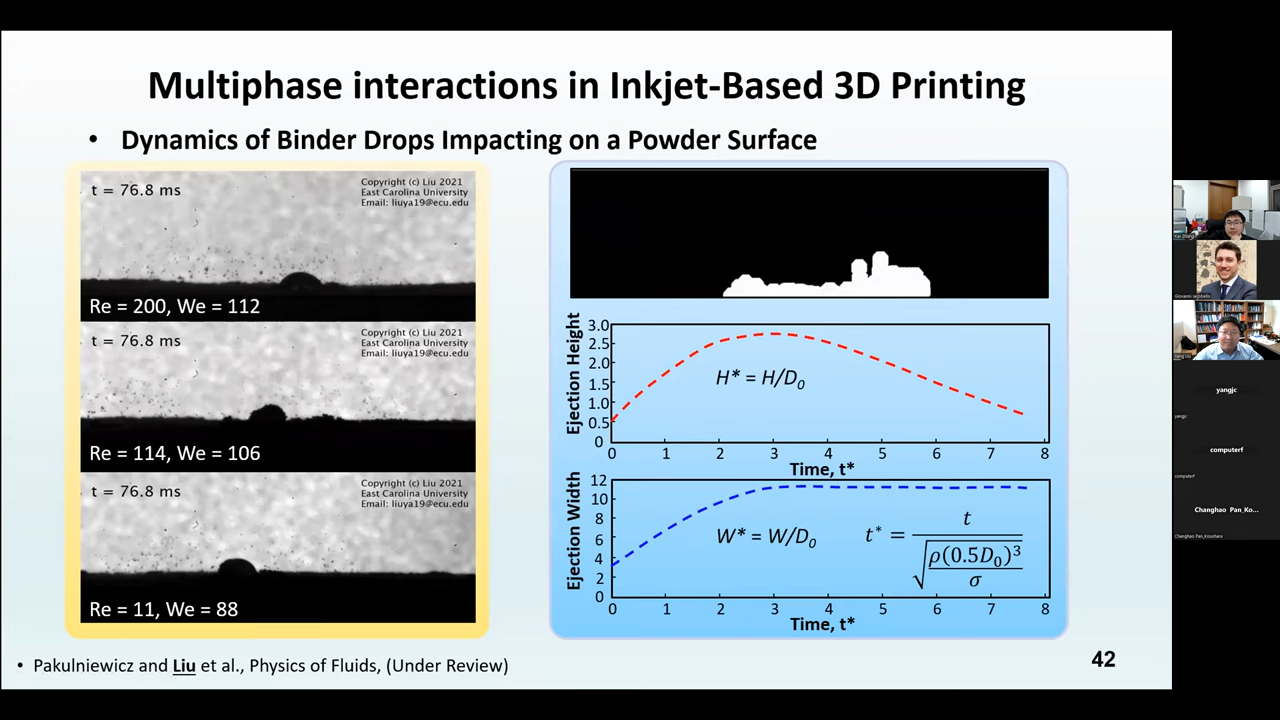 Multiphase interactions in Inkjet-Based 3D Printing
• Dynamics of Binder Drops Impacting on a Powder Surface
t = 76.8 ms
Copyright (c) Liu 2021
East Carolina University
Email: liuya19@ecu.edu
Re = 200, We = 112
t = 76.8 ms
Copyright (c) Liu 2021
East Carolina University
Email: liuya19@ecu.edu
Re = 114, We = 106
t = 76.8 ms
Copyright (c) Liu 2021
East Carolina University
Email: liuya19@ecu.edu
Re = 11, We = 88
Ejection Height
3.0
2.5
2.0
1.5
1.0
0.5
0
H* = H/D₀
0 1 2 3 4 5 6 7 8
Time, t*
Ejection Width
12
10
8
6
4
2
0
W* = W/D₀
t* = t / √(ρ(0.5D₀)³ / σ)
0 1 2 3 4 5 6 7 8
Time, t*
• Pakulniewicz and Liu et al., Physics of Fluids, (Under Review)
42
Kai Zhang
Giovanni Iacobello
Yang Liu
yangjc
yangjc
computerf
computerf
Changhao Pan_Ko...
Changhao Pan_Koushare